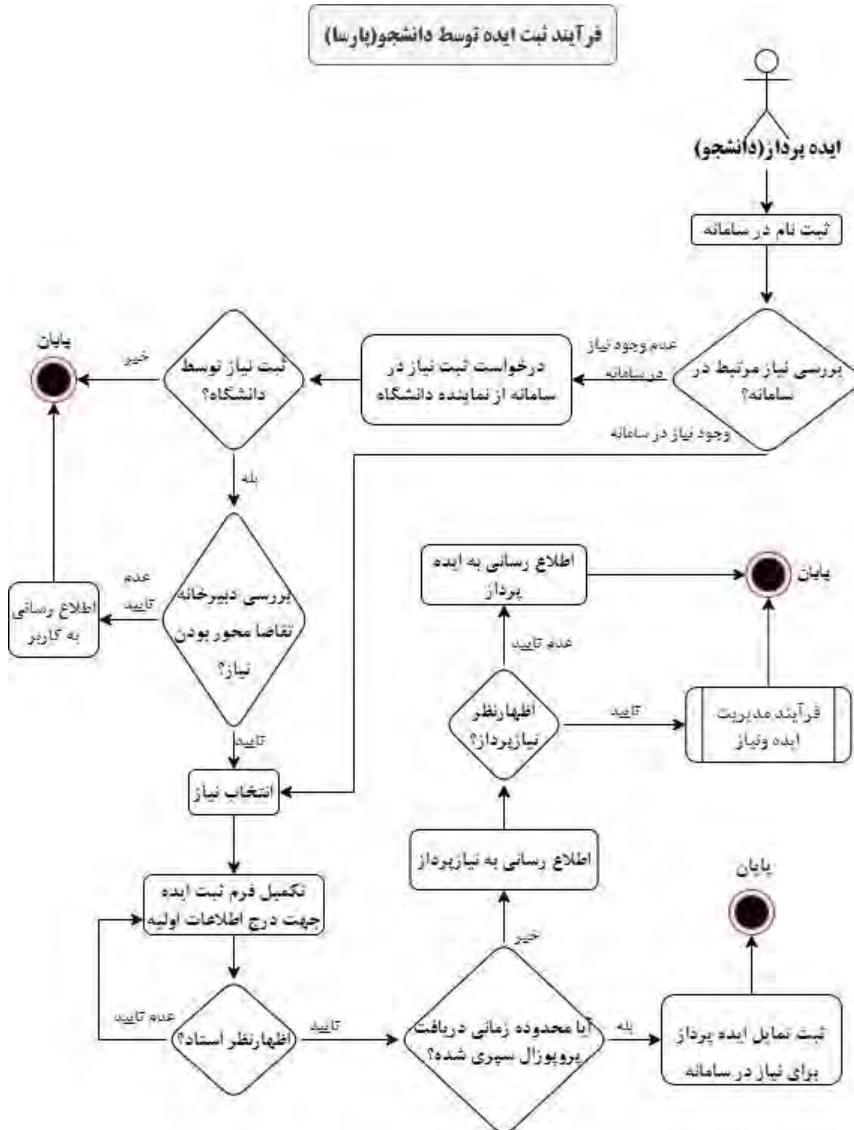 فرآیند ثبت ایده توسط دانشجو(پارسا)
ایده پرداز(دانشجو)
ثبت نام در سامانه
بررسی نیاز مرتبط در
سامانه؟
عدم وجود نیاز
در سامانه
درخواست ثبت نیاز در
سامانه از نماینده دانشگاه
ثبت نیاز توسط
دانشگاه؟
خیر
پایان
وجود نیاز در سامانه
بله
بررسی دبیرخانه
تقاضا محور بودن
نیاز؟
عدم
تایید
اطلاع رسانی
به کاربر
تایید
انتخاب نیاز
تکمیل فرم ثبت ایده
جهت درج اطلاعات اولیه
اظهارنظر استاد؟
عدم تایید
تایید
آیا محدوده زمانی دریافت
پروپوزال سپری شده؟
بله
ثبت تمایل ایده پرداز
برای نیاز در سامانه
پایان
خیر
اطلاع رسانی به نیازپرداز
اظهارنظر
نیازپرداز؟
تایید
فرآیند مدیریت
ایده ونیاز
عدم تایید
اطلاع رسانی به ایده
پرداز
پایان